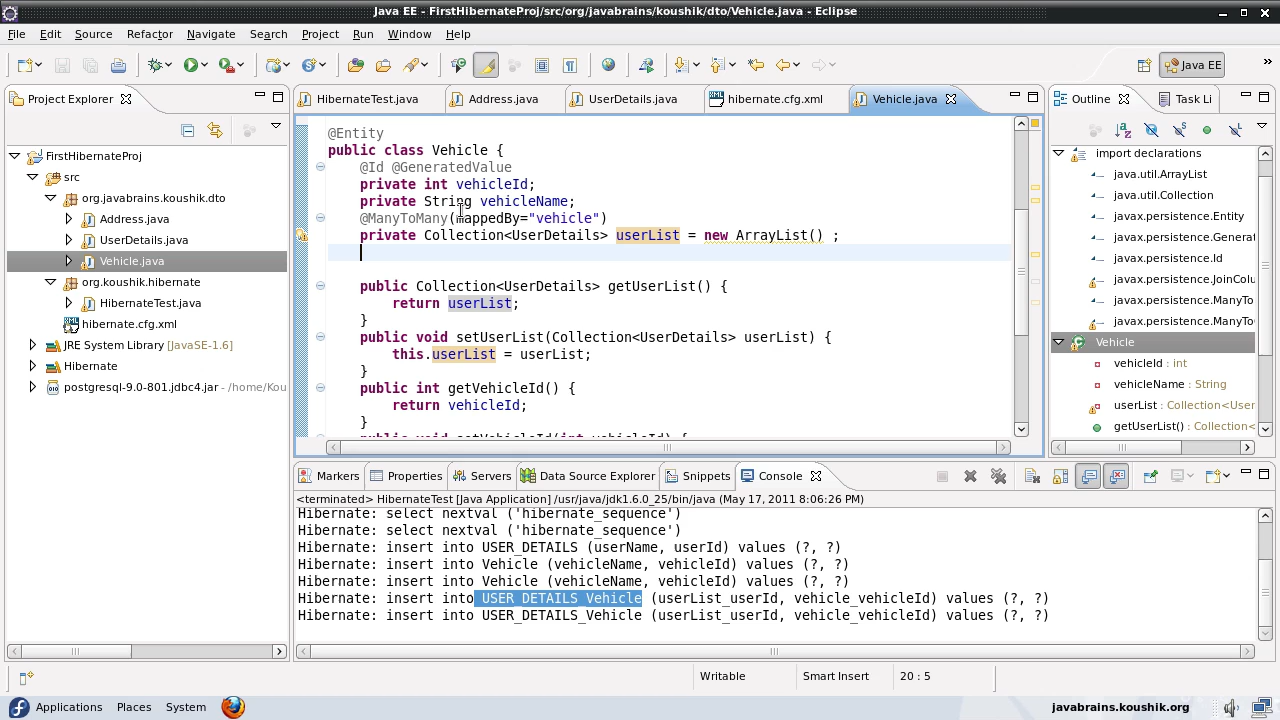 Java EE - FirstHibernateProj/src/org/javabrains/koushik/dto/Vehicle.java - Eclipse
File Edit Source Refactor Navigate Search Project Run Window Help
Java EE
Project Explorer
FirstHibernateProj
src
org.javabrains.koushik.dto
Address.java
UserDetails.java
Vehicle.java
org.koushik.hibernate
HibernateTest.java
hibernate.cfg.xml
JRE System Library [JavaSE-1.6]
Hibernate
postgresql-9.0-801.jdbc4.jar - /home/Kou
HibernateTest.java Address.java UserDetails.java hibernate.cfg.xml Vehicle.java
@Entity
public class Vehicle {
@Id @GeneratedValue
private int vehicleId;
private String vehicleName;
@ManyToMany(mappedBy="vehicle")
private Collection<UserDetails> userList = new ArrayList() ;
public Collection<UserDetails> getUserList() {
return userList;
}
public void setUserList(Collection<UserDetails> userList) {
this.userList = userList;
}
public int getVehicleId() {
return vehicleId;
}
public void setVehicleId(int vehicleId) {
Outline Task Li
import declarations
java.util.ArrayList
java.util.Collection
javax.persistence.Entity
javax.persistence.Generat
javax.persistence.Id
javax.persistence.JoinColu
javax.persistence.ManyTo
javax.persistence.ManyTo
Vehicle
vehicleId : int
vehicleName : String
userList : Collection<User
getUserList() : Collection<
Markers Properties Servers Data Source Explorer Snippets Console
<terminated> HibernateTest [Java Application] /usr/java/jdk1.6.0_25/bin/java (May 17, 2011 8:06:26 PM)
Hibernate: select nextval ('hibernate_sequence')
Hibernate: select nextval ('hibernate_sequence')
Hibernate: insert into USER_DETAILS (userName, userId) values (?, ?)
Hibernate: insert into Vehicle (vehicleName, vehicleId) values (?, ?)
Hibernate: insert into Vehicle (vehicleName, vehicleId) values (?, ?)
Hibernate: insert into USER_DETAILS_Vehicle (userList_userId, vehicle_vehicleId) values (?, ?)
Hibernate: insert into USER_DETAILS_Vehicle (userList_userId, vehicle_vehicleId) values (?, ?)
Writable Smart Insert 20 : 5
Applications Places System javabrains.koushik.org